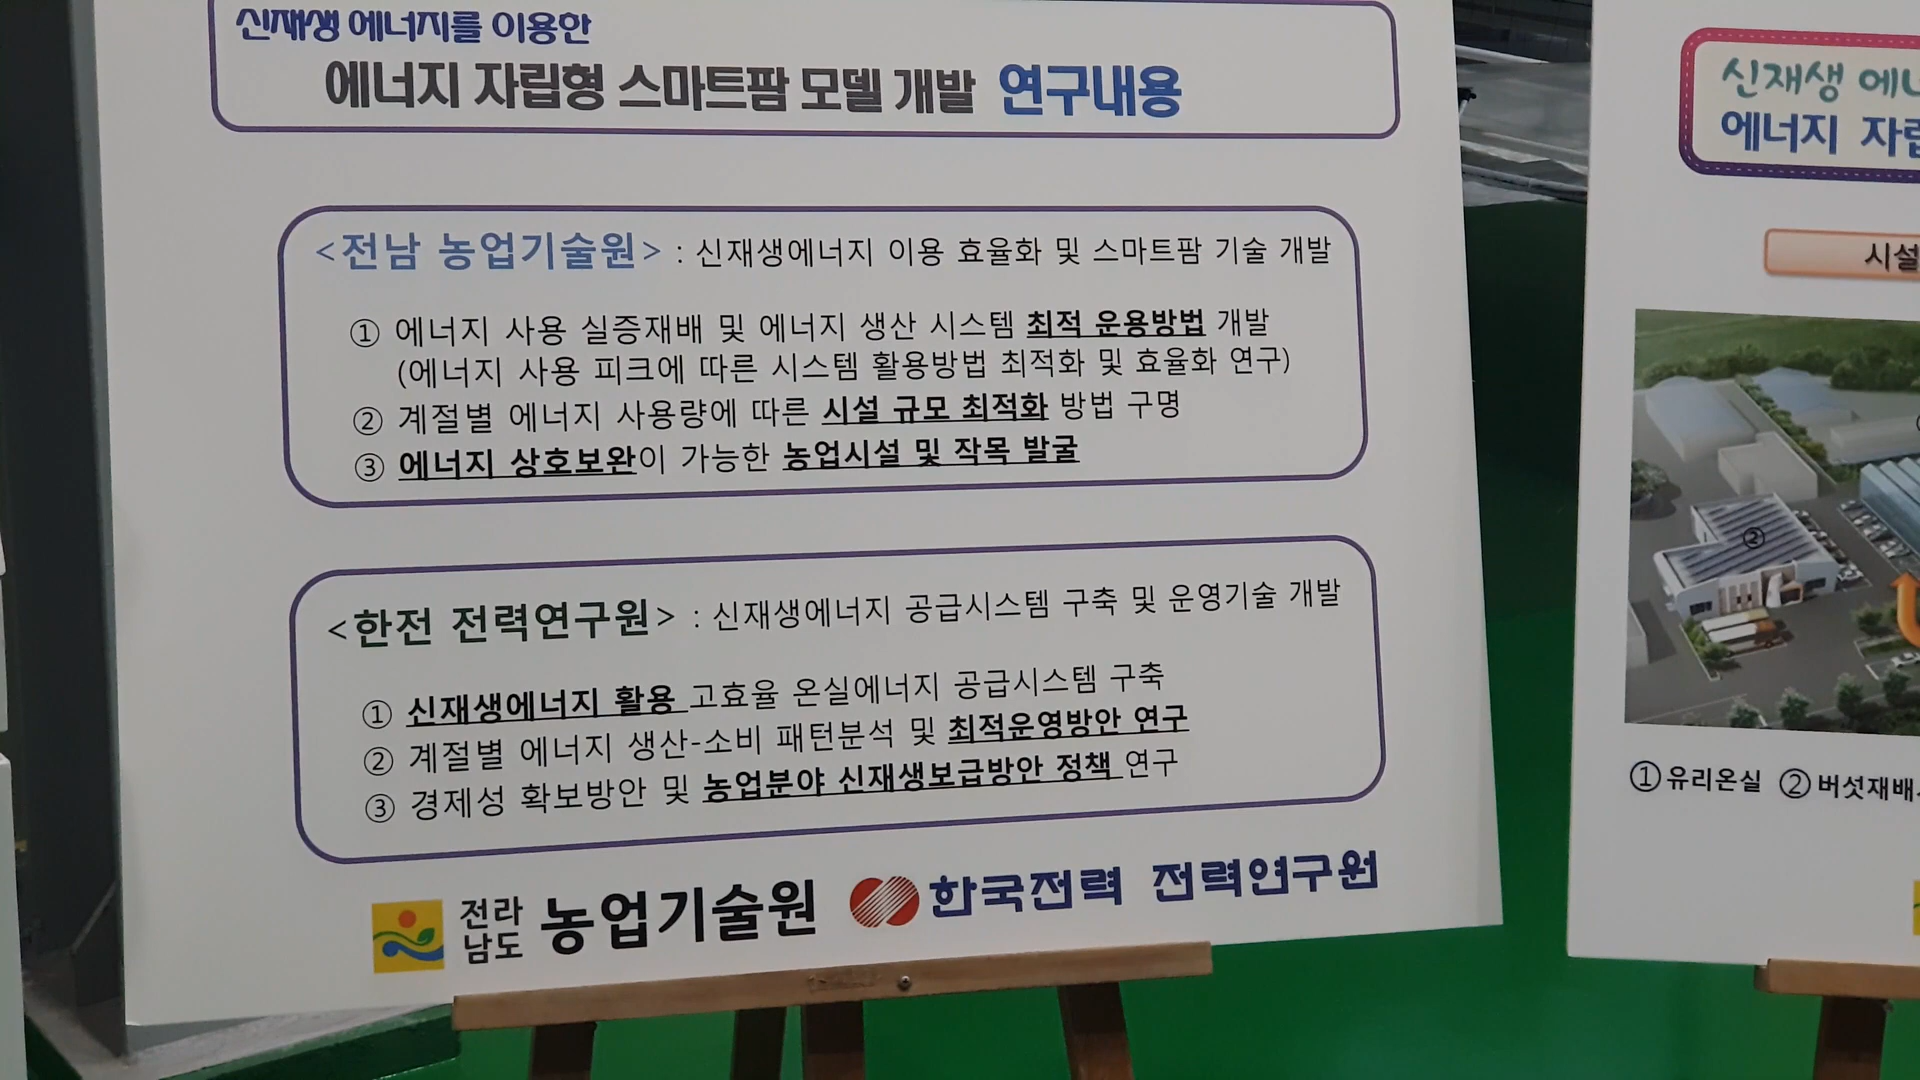 신재생 에너지를 이용한
에너지 자립형 스마트팜 모델 개발 연구내용
<전남 농업기술원> : 신재생에너지 이용 효율화 및 스마트팜 기술 개발
① 에너지 사용 실증재배 및 에너지 생산 시스템 최적 운용방법 개발
(에너지 사용 피크에 따른 시스템 활용방법 최적화 및 효율화 연구)
② 계절별 에너지 사용량에 따른 시설 규모 최적화 방법 구명
③ 에너지 상호보완이 가능한 농업시설 및 작목 발굴
<한전 전력연구원> : 신재생에너지 공급시스템 구축 및 운영기술 개발
① 신재생에너지 활용 고효율 온실에너지 공급시스템 구축
② 계절별 에너지 생산-소비 패턴분석 및 최적운영방안 연구
③ 경제성 확보방안 및 농업분야 신재생보급방안 정책 연구
전라
남도 농업기술원 한국전력 전력연구원
신재생 에너
에너지 자립
시설
②
① 유리온실 ② 버섯재배